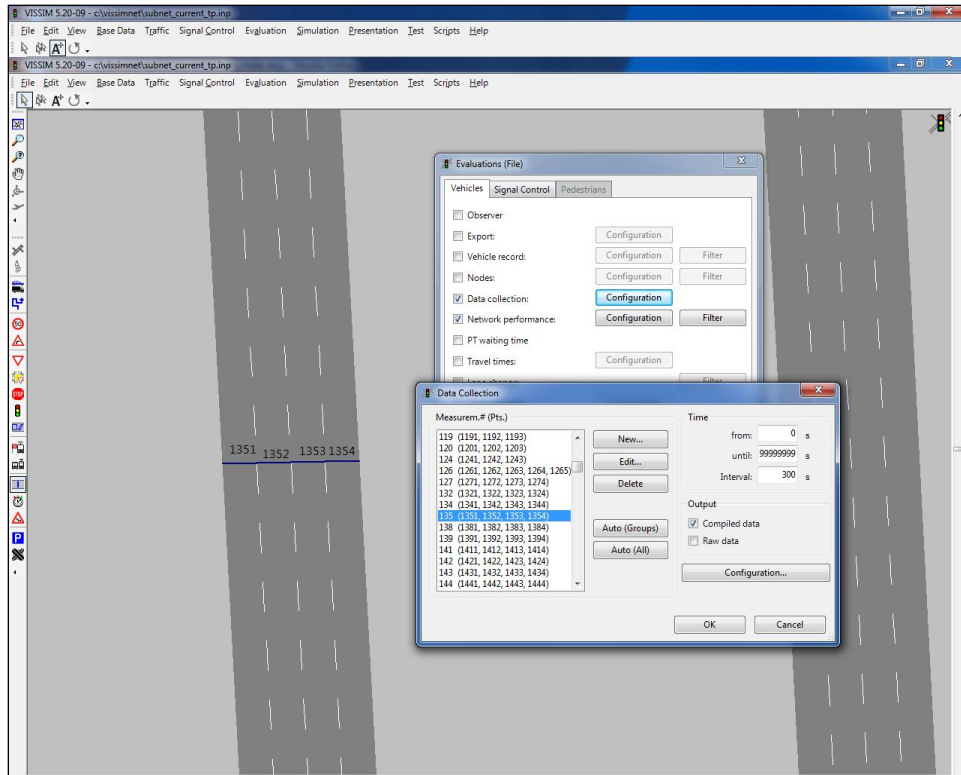 VISSIM 5.20-09 - c:\vissimnet\subnet_current_tp.inp
File Edit View Base Data Traffic Signal Control Evaluation Simulation Presentation Test Scripts Help
VISSIM 5.20-09 - c:\vissimnet\subnet_current_tp.inp
File Edit View Base Data Traffic Signal Control Evaluation Simulation Presentation Test Scripts Help
Evaluations (File)
Vehicles Signal Control Pedestrians
Observer
Export: Configuration
Vehicle record: Configuration Filter
Nodes: Configuration Filter
Data collection: Configuration
Network performance: Configuration Filter
PT waiting time
Travel times: Configuration
Lane change: Filter
1351 1352 1353 1354
Data Collection
Measurem.# (Pts.)
119 (1191, 1192, 1193)
120 (1201, 1202, 1203)
124 (1241, 1242, 1243)
126 (1261, 1262, 1263, 1264, 1265)
127 (1271, 1272, 1273, 1274)
132 (1321, 1322, 1323, 1324)
134 (1341, 1342, 1343, 1344)
135 (1351, 1352, 1353, 1354)
138 (1381, 1382, 1383, 1384)
139 (1391, 1392, 1393, 1394)
141 (1411, 1412, 1413, 1414)
142 (1421, 1422, 1423, 1424)
143 (1431, 1432, 1433, 1434)
144 (1441, 1442, 1443, 1444)
New...
Edit...
Delete
Auto (Groups)
Auto (All)
Time
from: 0 s
until: 99999999 s
Interval: 300 s
Output
Compiled data
Raw data
Configuration...
OK Cancel